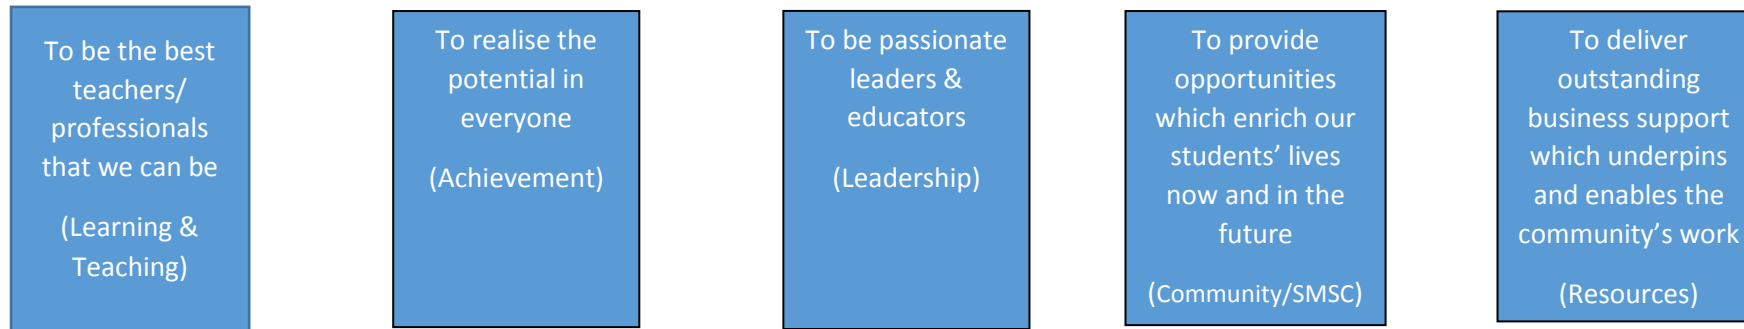 To be the best
teachers/
professionals
that we can be
(Learning &
Teaching)
To realise the
potential in
everyone
(Achievement)
To be passionate
leaders &
educators
(Leadership)
To provide
opportunities
which enrich our
students’ lives
now and in the
future
(Community/SMSC)
To deliver
outstanding
business support
which underpins
and enables the
community’s work
(Resources)